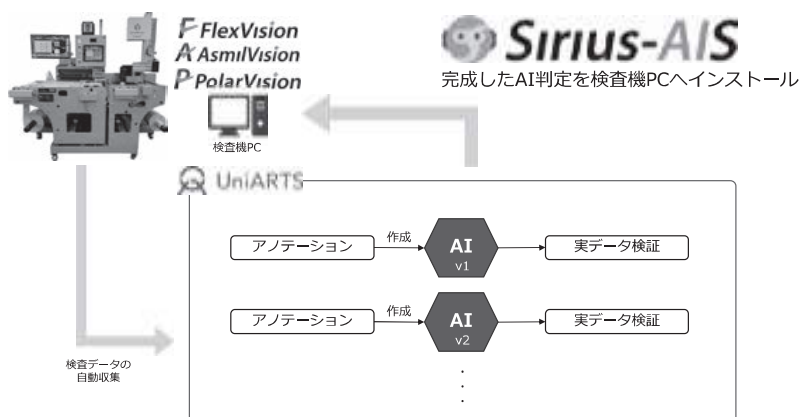 FlexVision
AsmilVision
PolarVision
検査機PC
Sirius-AIS
完成したAI判定を検査機PCへインストール
UniARTS
アノテーション
作成
AI
v1
実データ検証
アノテーション
作成
AI
v2
実データ検証
検査データの
自動収集